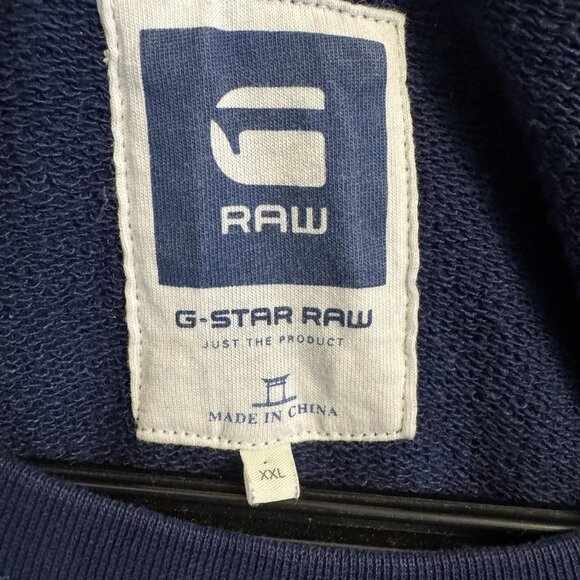 RAW
G-STAR RAW
JUST THE PRODUCT
MADE IN CHINA
XXL